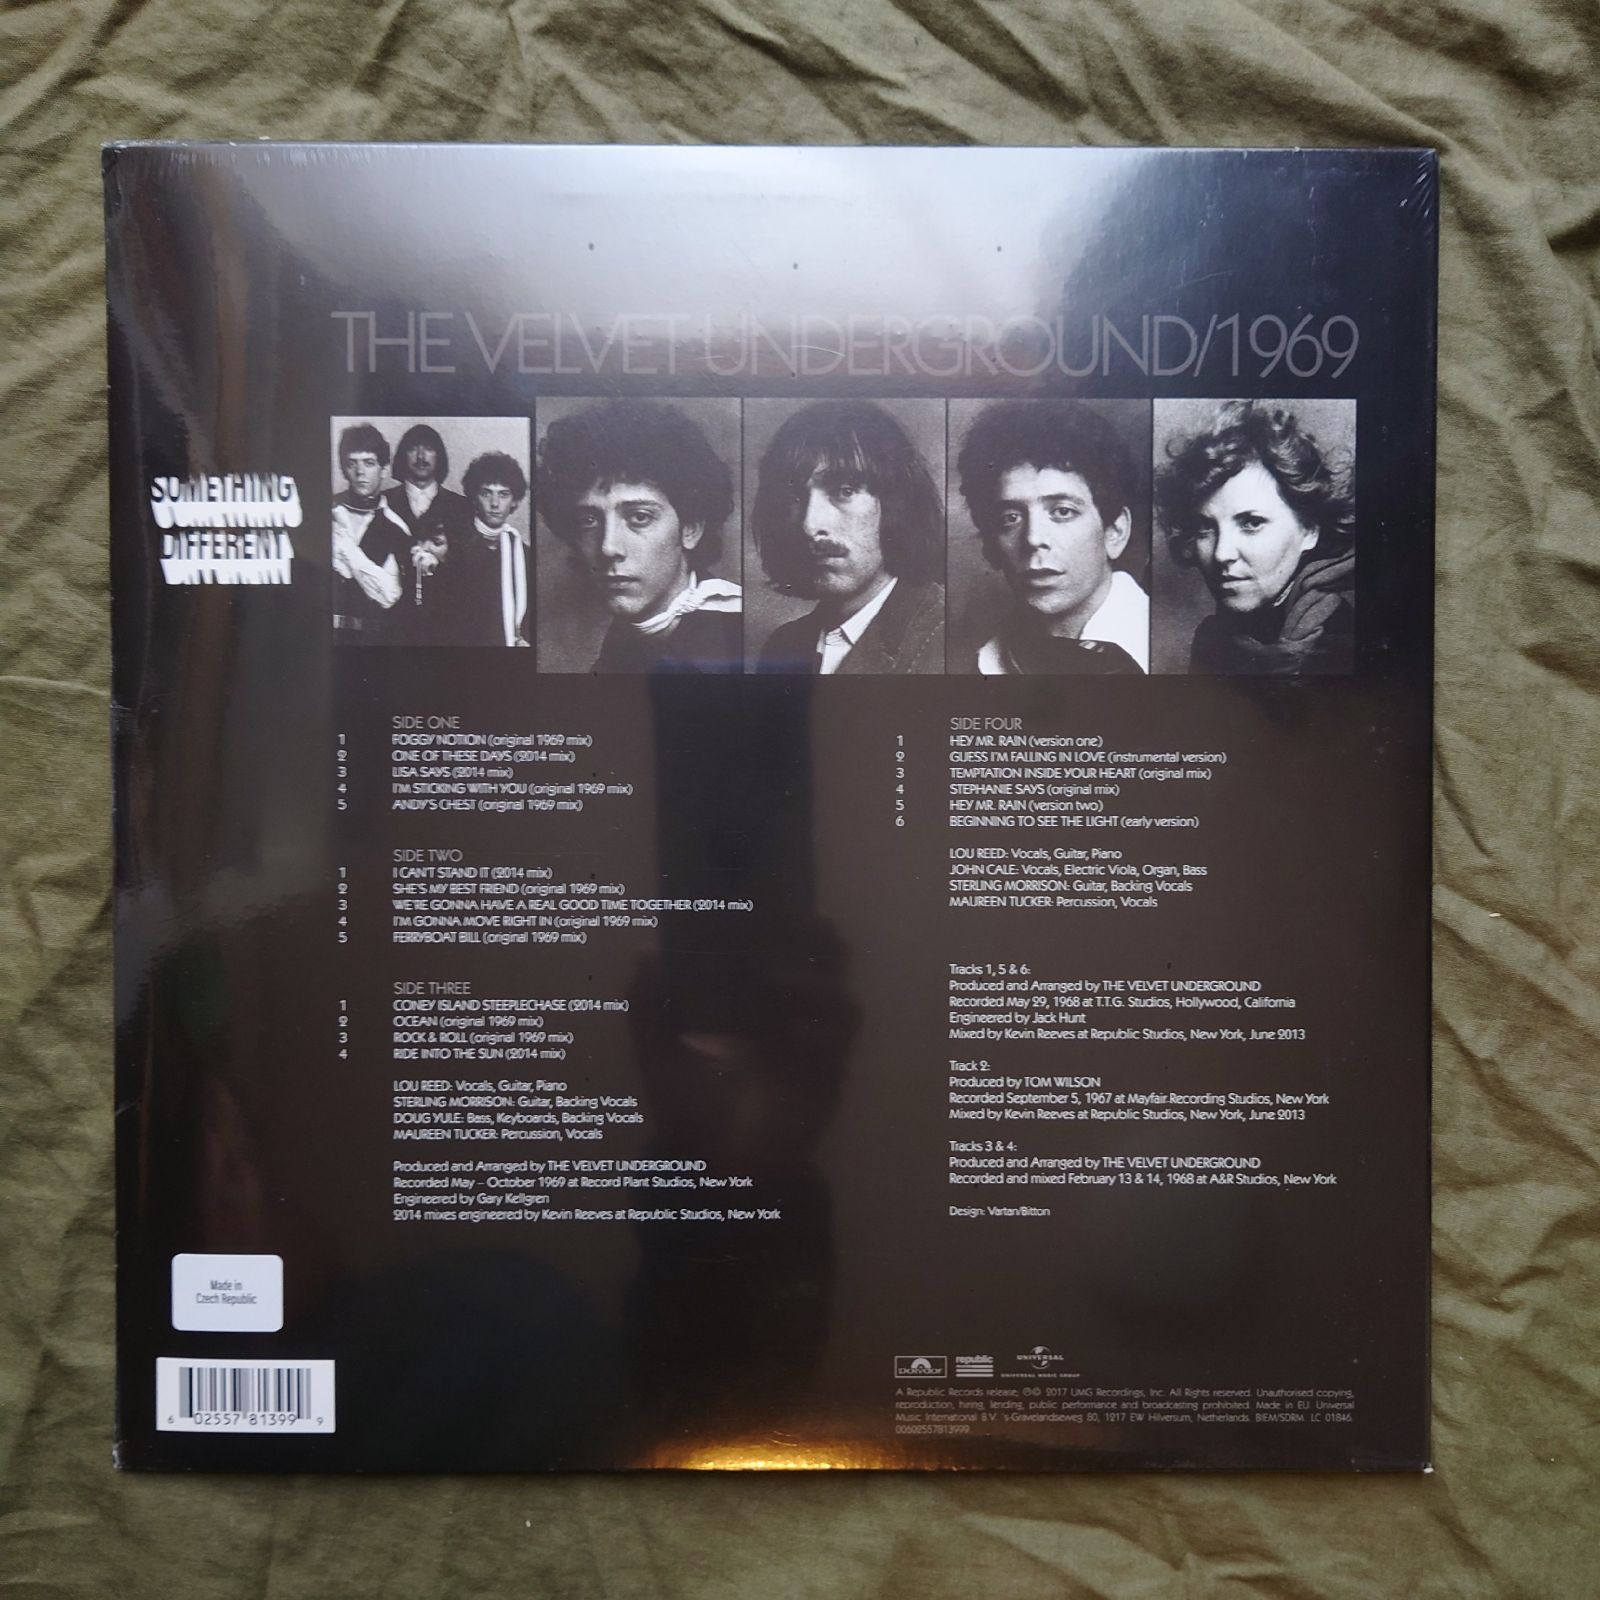 THE VELVET UNDERGROUND/1969
SOMETHING
DIFFERENT
SIDE ONE
1 FOGGY NOTION (original 1969 mix)
2 ONE OF THESE DAYS (2014 mix)
3 LISA SAYS (2014 mix)
4 I'M STICKING WITH YOU (original 1969 mix)
5 ANDY'S CHEST (original 1969 mix)
SIDE TWO
1 I CAN'T STAND IT (2014 mix)
2 SHE'S MY BEST FRIEND (original 1969 mix)
3 WE'RE GONNA HAVE A REAL GOOD TIME TOGETHER (2014 mix)
4 I'M GONNA MOVE RIGHT IN (original 1969 mix)
5 FERRYBOAT BILL (original 1969 mix)
SIDE THREE
1 CONEY ISLAND STEEPLECHASE (2014 mix)
2 OCEAN (original 1969 mix)
3 ROCK & ROLL (original 1969 mix)
4 RIDE INTO THE SUN (2014 mix)
LOU REED: Vocals, Guitar, Piano
STERLING MORRISON: Guitar, Backing Vocals
DOUG YULE: Bass, Keyboards, Backing Vocals
MAUREEN TUCKER: Percussion, Vocals
Produced and Arranged by THE VELVET UNDERGROUND
Recorded May – October 1969 at Record Plant Studios, New York
Engineered by Gary Kellgren
2014 mixes engineered by Kevin Reeves at Republic Studios, New York
SIDE FOUR
1 HEY MR. RAIN (version one)
2 GUESS I'M FALLING IN LOVE (instrumental version)
3 TEMPTATION INSIDE YOUR HEART (original mix)
4 STEPHANIE SAYS (original mix)
5 HEY MR. RAIN (version two)
6 BEGINNING TO SEE THE LIGHT (early version)
LOU REED: Vocals, Guitar, Piano
JOHN CALE: Vocals, Electric Viola, Organ, Bass
STERLING MORRISON: Guitar, Backing Vocals
MAUREEN TUCKER: Percussion, Vocals
Tracks 1, 5 & 6:
Produced and Arranged by THE VELVET UNDERGROUND
Recorded May 29, 1968 at T.T.G. Studios, Hollywood, California
Engineered by Jack Hunt
Mixed by Kevin Reeves at Republic Studios, New York, June 2013
Track 2:
Produced by TOM WILSON
Recorded September 5, 1967 at Mayfair Recording Studios, New York
Mixed by Kevin Reeves at Republic Studios, New York, June 2013
Tracks 3 & 4:
Produced and Arranged by THE VELVET UNDERGROUND
Recorded and mixed February 13 & 14, 1968 at A&R Studios, New York
Design: Vartan/Bitton
Made in
Czech Republic
6 02557 81399 9
polydor republic UNIVERSAL
UNIVERSAL MUSIC GROUP
A Republic Records release; ℗© 2017 UMG Recordings, Inc. All Rights reserved. Unauthorised copying,
reproduction, hiring, lending, public performance and broadcasting prohibited. Made in EU. Universal
Music International B.V. 's-Gravelandseweg 80, 1217 EW Hilversum, Netherlands. BIEM/SDRM. LC 01846.
00602557813999